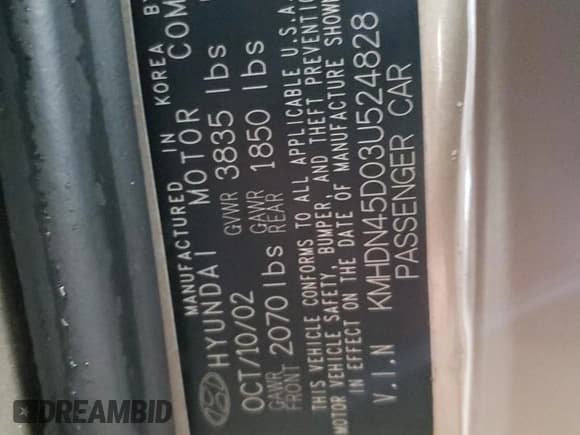 MANUFACTURED IN KOREA BY
HYUNDAI MOTOR COM
OCT/10/02 GVWR 3835 lbs
GAWR FRONT 2070 lbs GAWR REAR 1850 lbs
THIS VEHICLE CONFORMS TO ALL APPLICABLE U.S.A.
MOTOR VEHICLE SAFETY, BUMPER, AND THEFT PREVENTIO
IN EFFECT ON THE DATE OF MANUFACTURE SHOWN
V.I.N KMHDN45D03U524828
PASSENGER CAR
DREAMBID